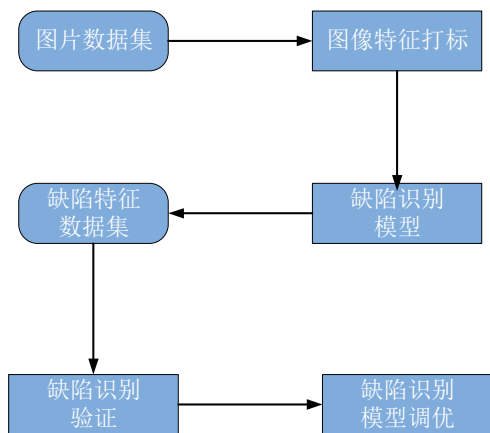 图片数据集
图像特征打标
缺陷特征
数据集
缺陷识别
模型
缺陷识别
验证
缺陷识别
模型调优